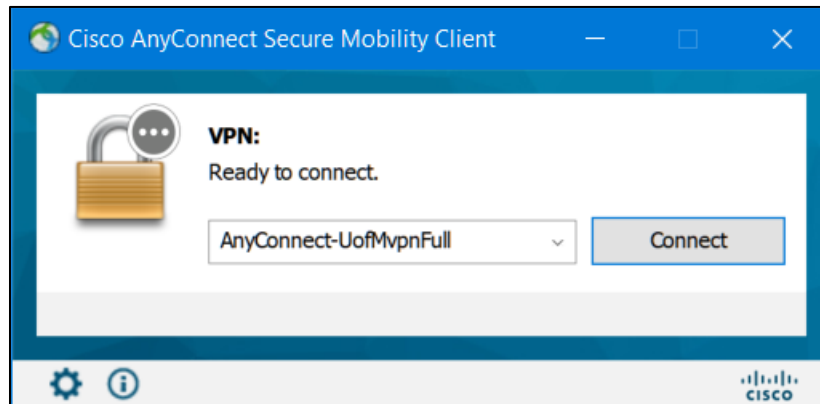 Cisco AnyConnect Secure Mobility Client
VPN:
Ready to connect.
AnyConnect-UofMvpnFull
Connect
CISCO